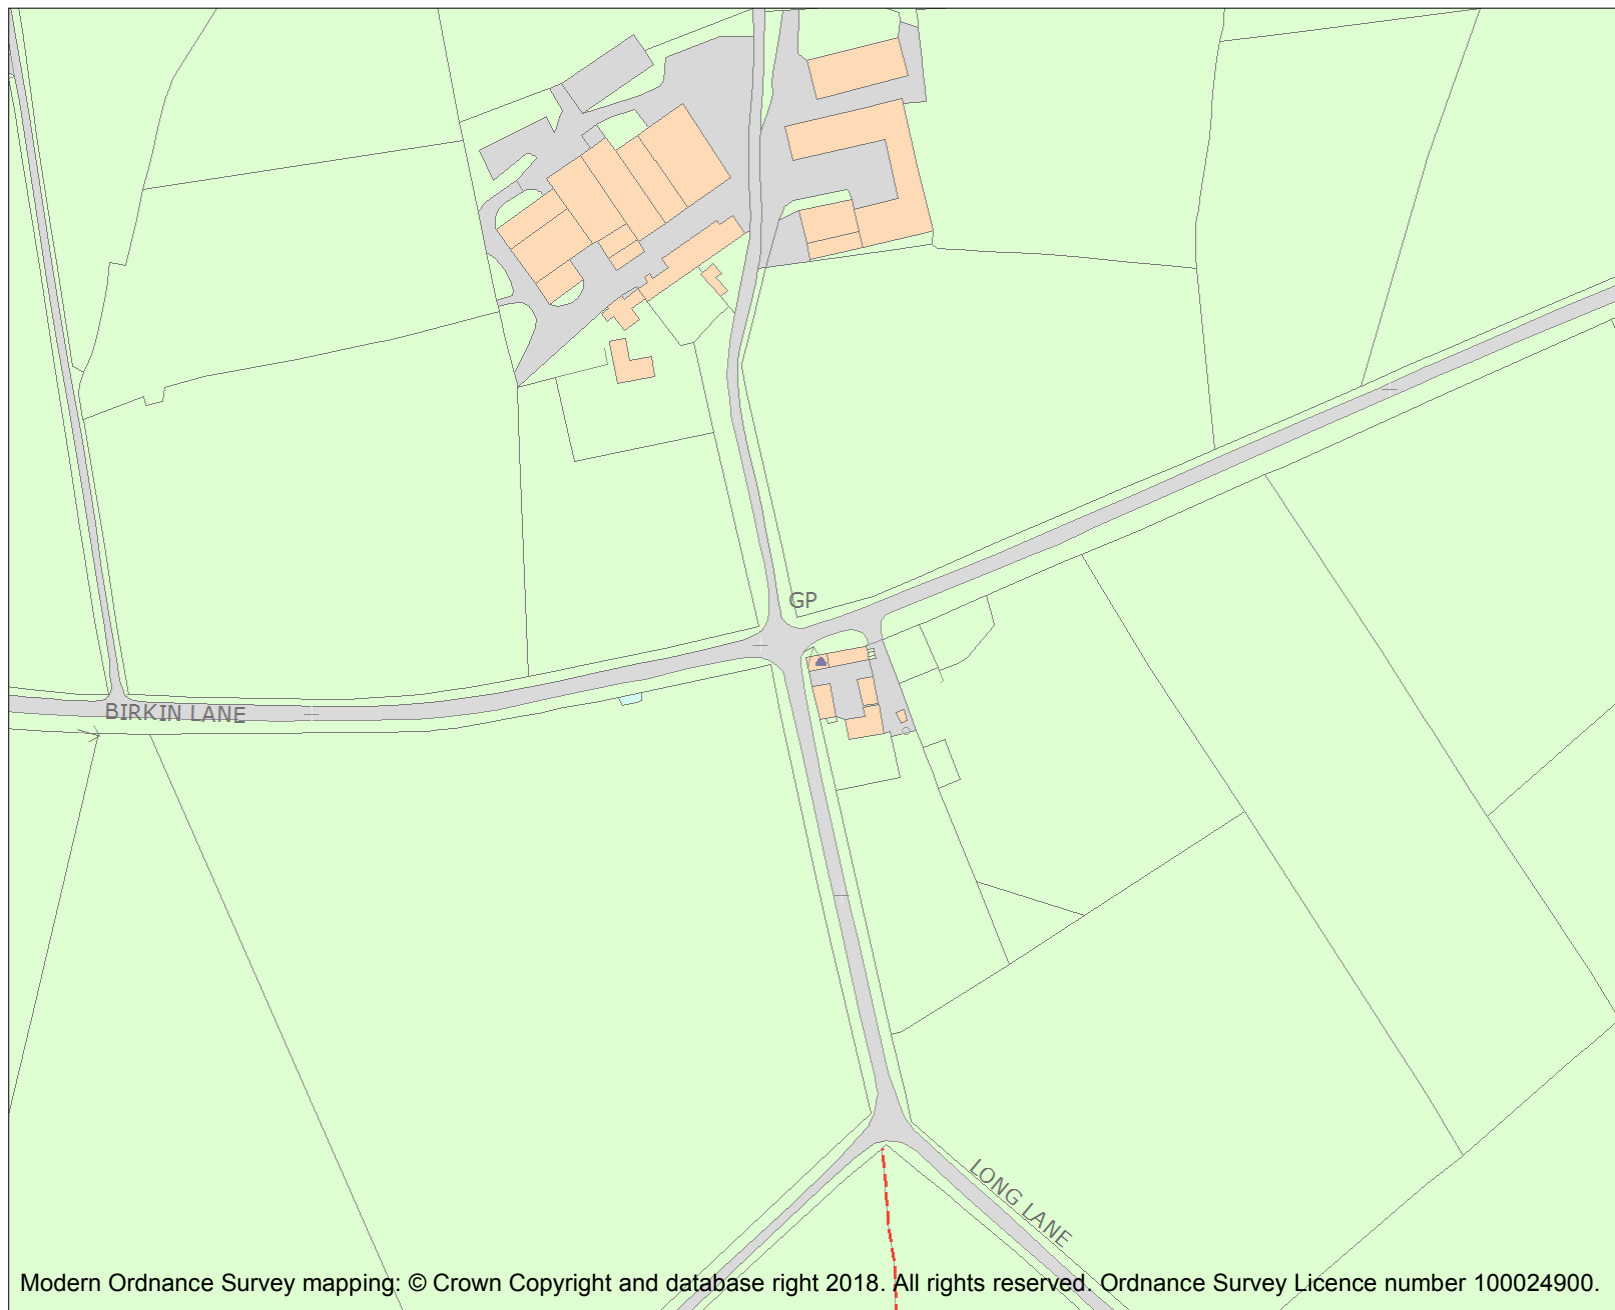 GP
BIRKIN LANE
LONG LANE
Modern Ordnance Survey mapping: © Crown Copyright and database right 2018. All rights reserved. Ordnance Survey Licence number 100024900.